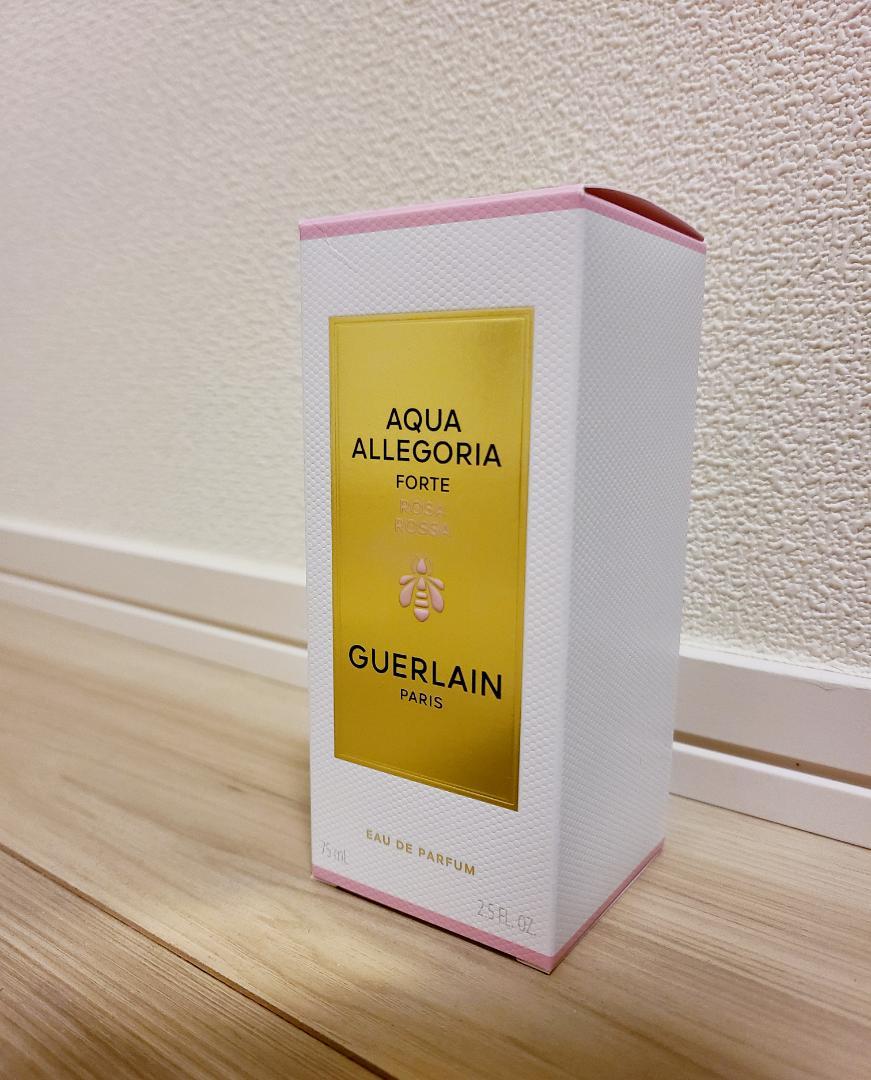 AQUA
ALLEGORIA
FORTE
ROSA
ROSSA
GUERLAIN
PARIS
EAU DE PARFUM
75 mL
2.5 FL. OZ.